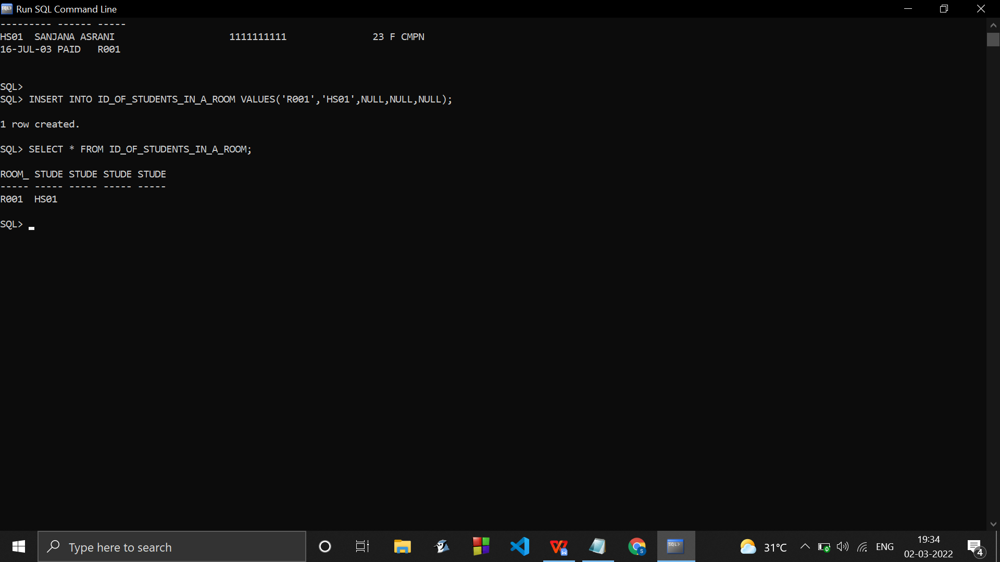 Run SQL Command Line
--------- ------ -----
HS01  SANJANA ASRANI                    1111111111               23 F CMPN
16-JUL-03 PAID   R001
SQL>
SQL> INSERT INTO ID_OF_STUDENTS_IN_A_ROOM VALUES('R001','HS01',NULL,NULL,NULL);
1 row created.
SQL> SELECT * FROM ID_OF_STUDENTS_IN_A_ROOM;
ROOM_ STUDE STUDE STUDE STUDE
----- ----- ----- ----- -----
R001  HS01
SQL>
Type here to search
31°C
ENG
19:34
02-03-2022
4